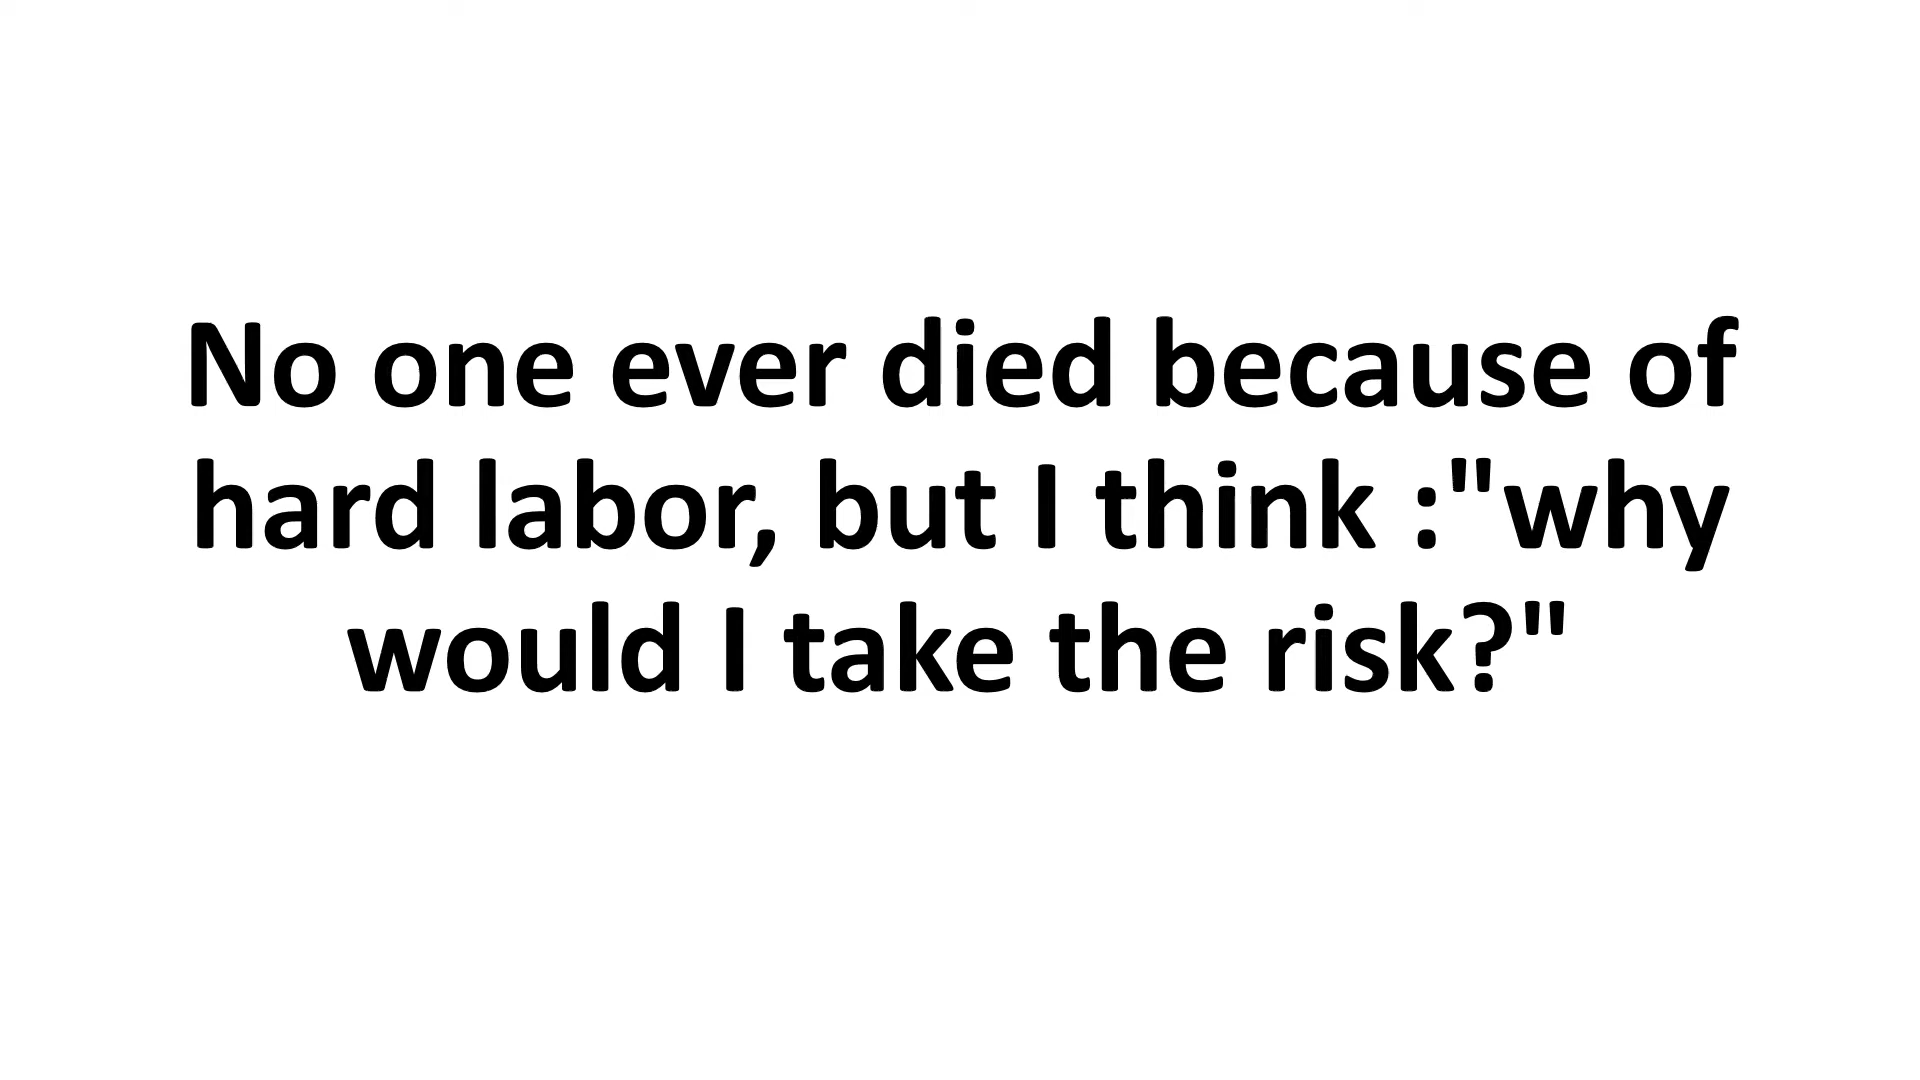 No one ever died because of
hard labor, but I think :"why
would I take the risk?"